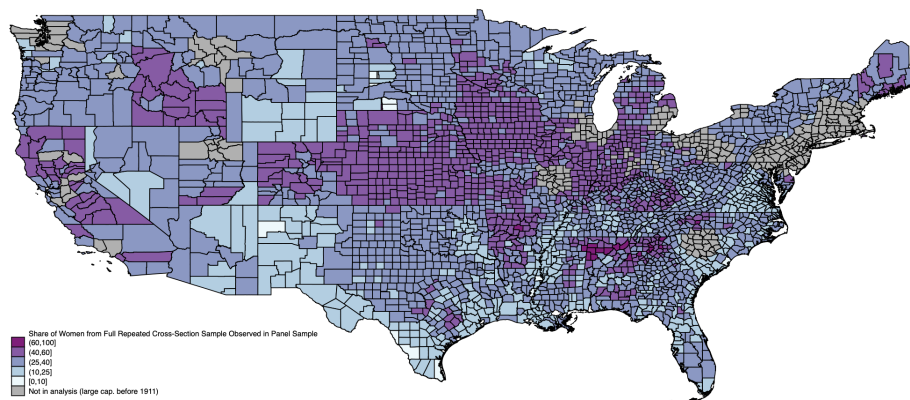 Share of Women from Full Repeated Cross-Section Sample Observed in Panel Sample
(60,100]
(40,60]
(25,40]
(10,25]
[0,10]
Not in analysis (large cap. before 1911)